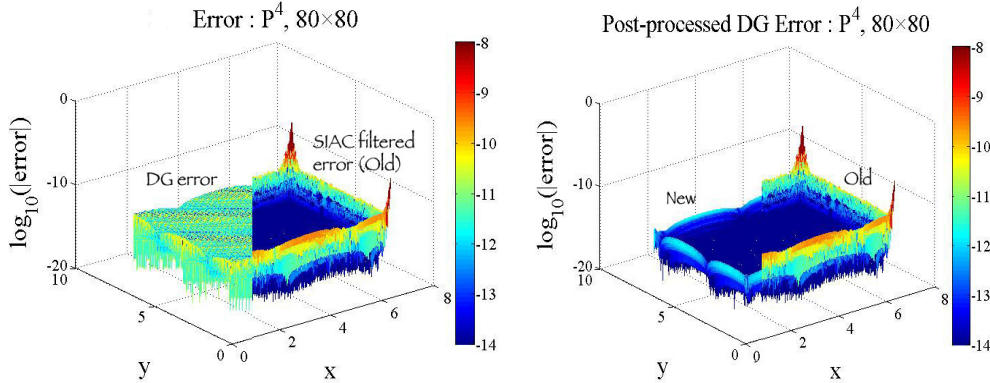 Error : P⁴, 80×80
SIAC filtered
error (Old)
DG error
log₁₀(|error|)
0
-10
-20
10
5
0
y
0
2
4
6
8
x
-8
-9
-10
-11
-12
-13
-14
Post-processed DG Error : P⁴, 80×80
New
Old
log₁₀(|error|)
0
-10
-20
10
5
0
y
0
2
4
6
8
x
-8
-9
-10
-11
-12
-13
-14